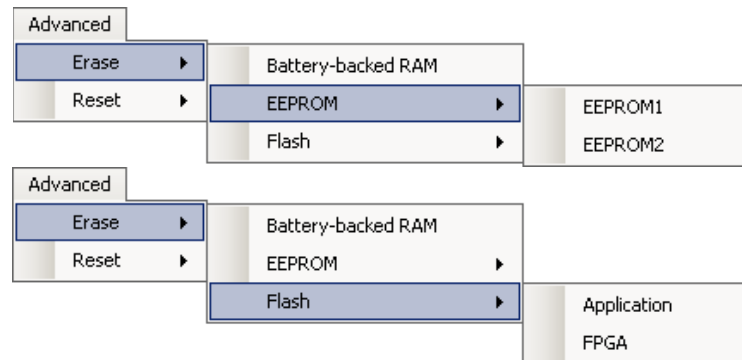 Advanced
Erase Battery-backed RAM
Reset EEPROM EEPROM1
Flash EEPROM2
Advanced
Erase Battery-backed RAM
Reset EEPROM
Flash Application
FPGA